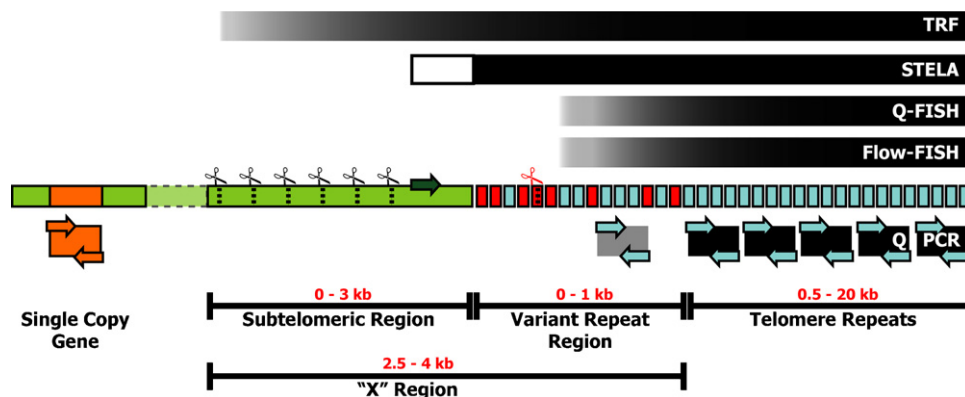 TRF
STELA
Q-FISH
Flow-FISH
Q PCR
0 - 3 kb
0 - 1 kb
0.5 - 20 kb
Single Copy
Gene
Subtelomeric Region
Variant Repeat
Region
Telomere Repeats
2.5 - 4 kb
“X” Region